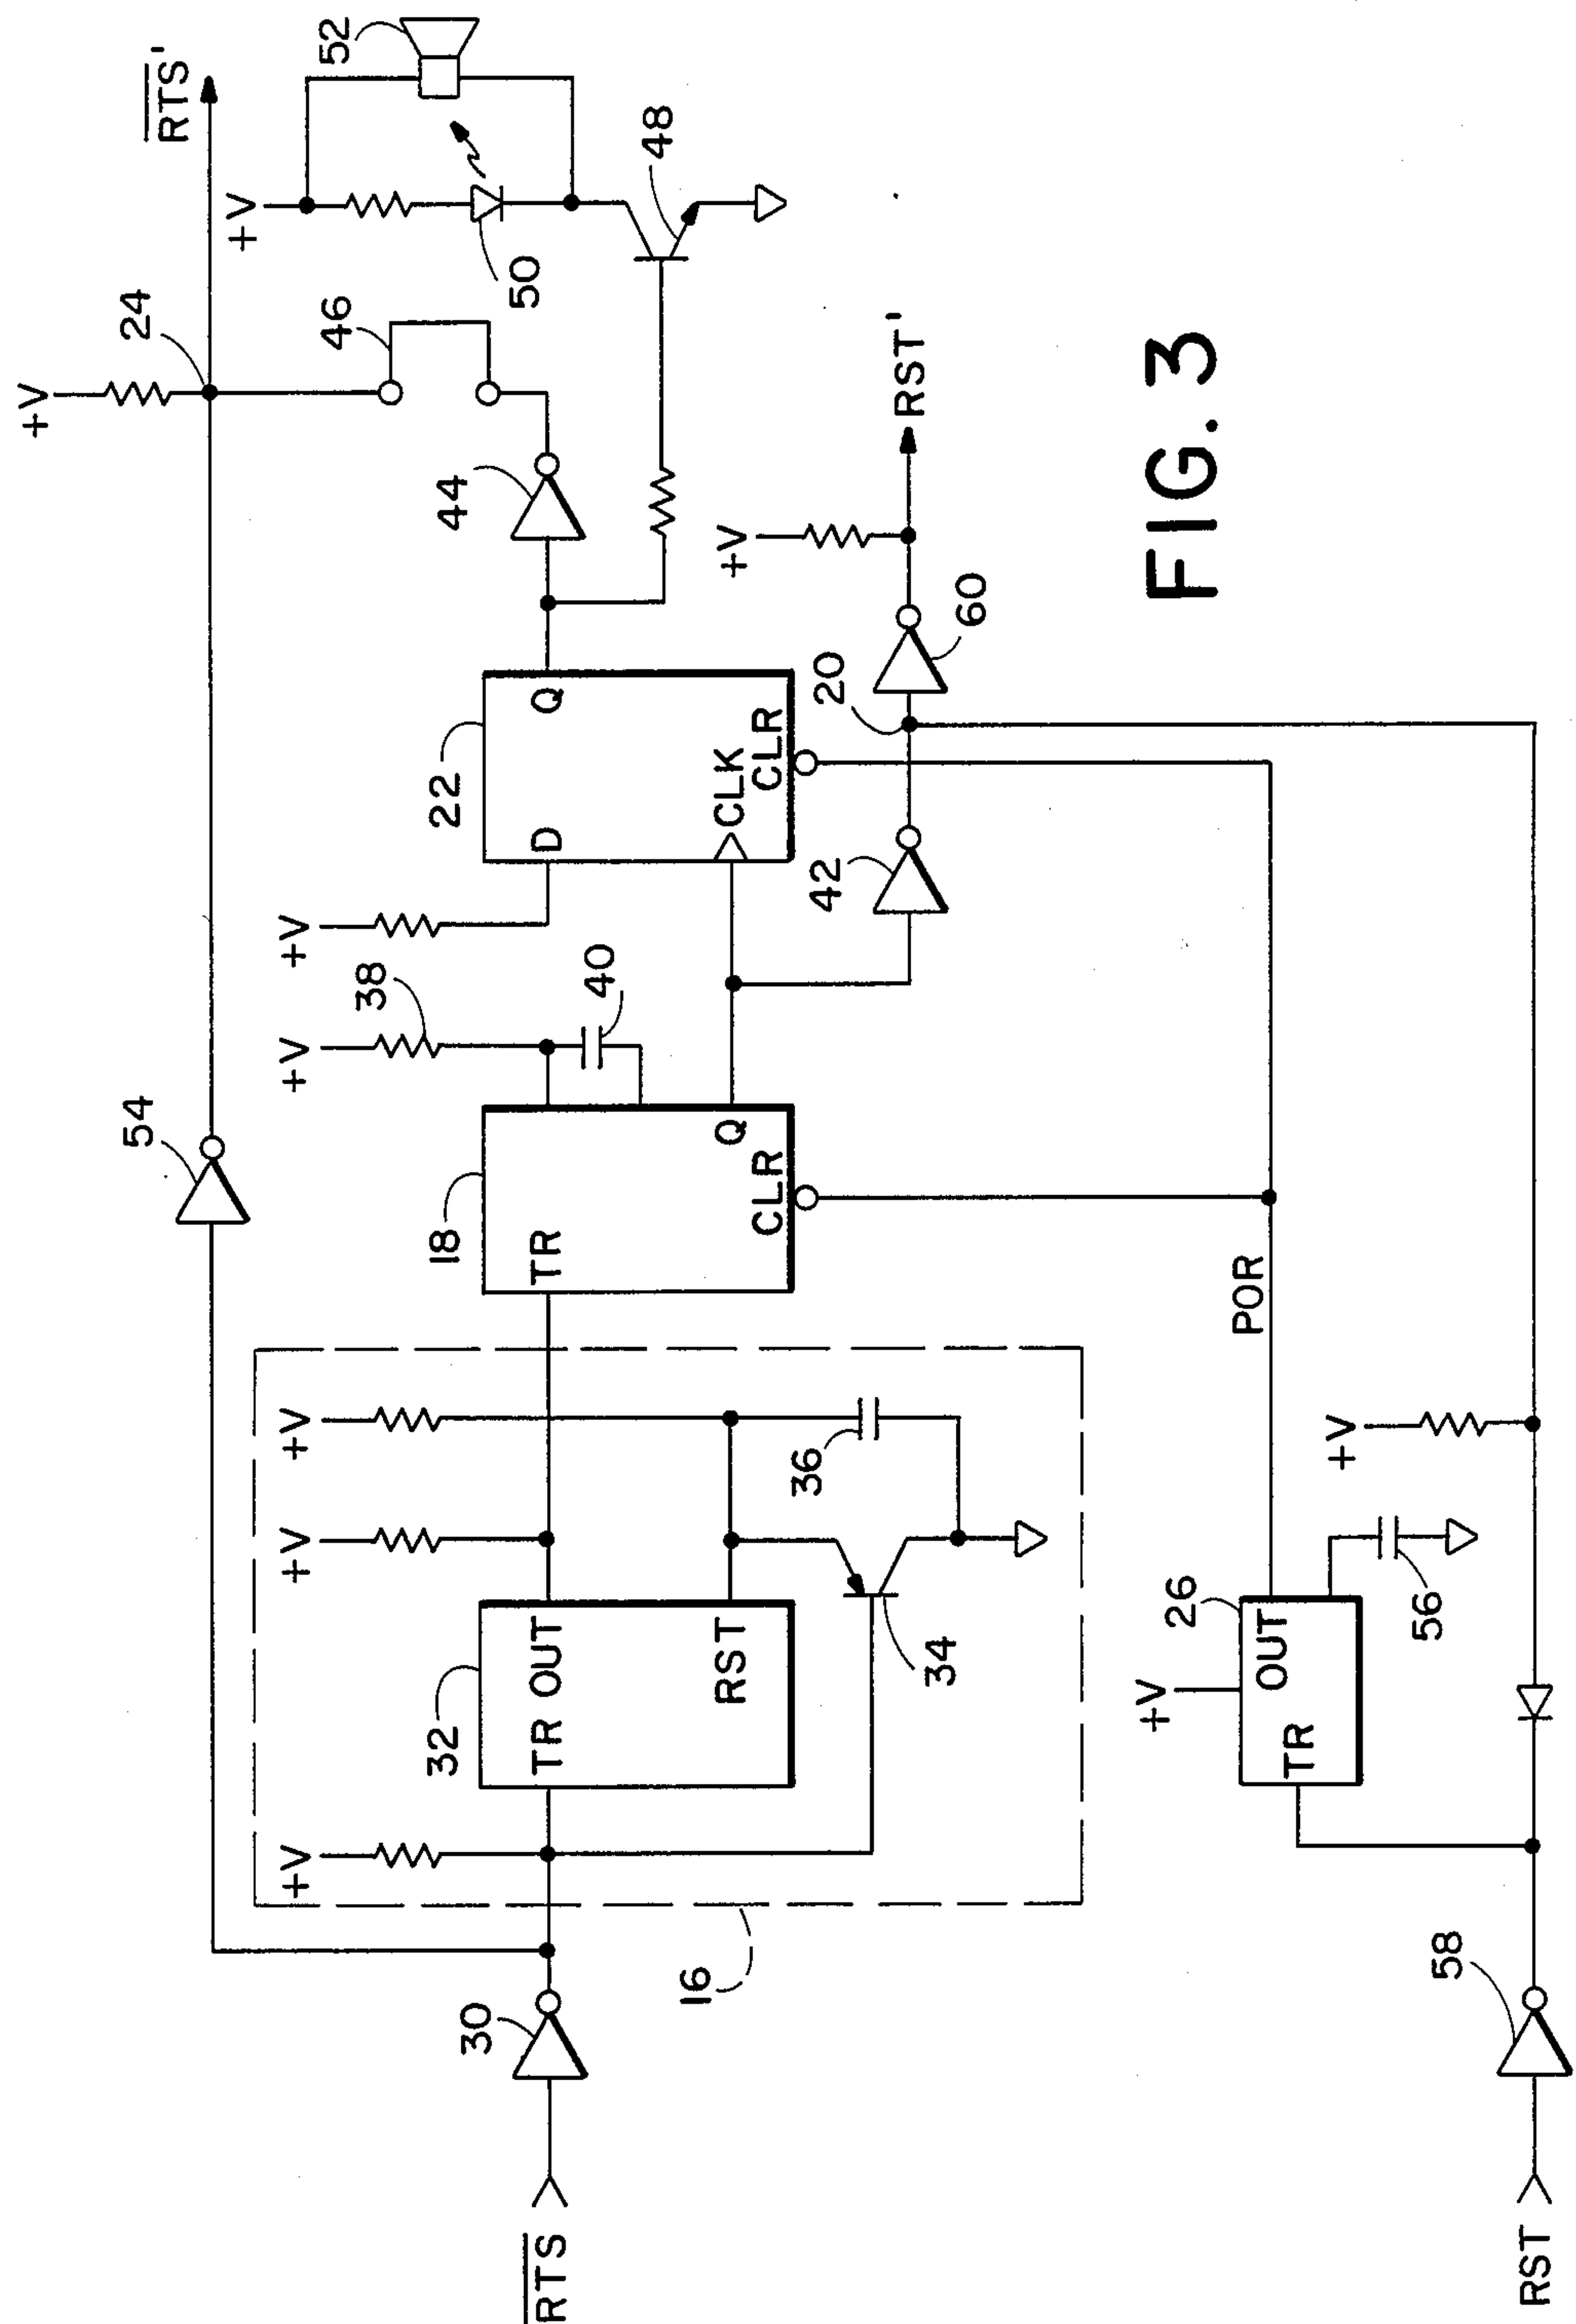 +V
24
RTS'
+V
52
54
+V
46
50
48
+V
38
+V
40
44
22
D
Q
CLK
CLR
+V
RST'
20
60
42
18
TR
Q
CLR
+V
+V
+V
32
TR OUT
RST
36
34
16
30
RTS
POR
+V
26
OUT
TR
56
+V
58
RST
FIG. 3